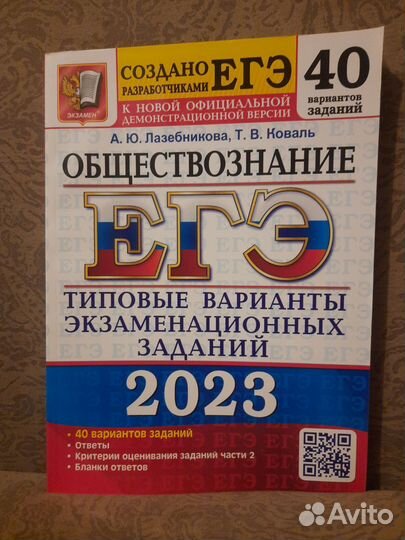 СОЗДАНО
РАЗРАБОТЧИКАМИ ЕГЭ
К НОВОЙ ОФИЦИАЛЬНОЙ
ДЕМОНСТРАЦИОННОЙ ВЕРСИИ
40
вариантов
заданий
ЭКЗАМЕН
А. Ю. Лазебникова, Т. В. Коваль
ОБЩЕСТВОЗНАНИЕ
ЕГЭ
ТИПОВЫЕ ВАРИАНТЫ
ЭКЗАМЕНАЦИОННЫХ
ЗАДАНИЙ
2023
• 40 вариантов заданий
• Ответы
• Критерии оценивания заданий части 2
• Бланки ответов
Avito